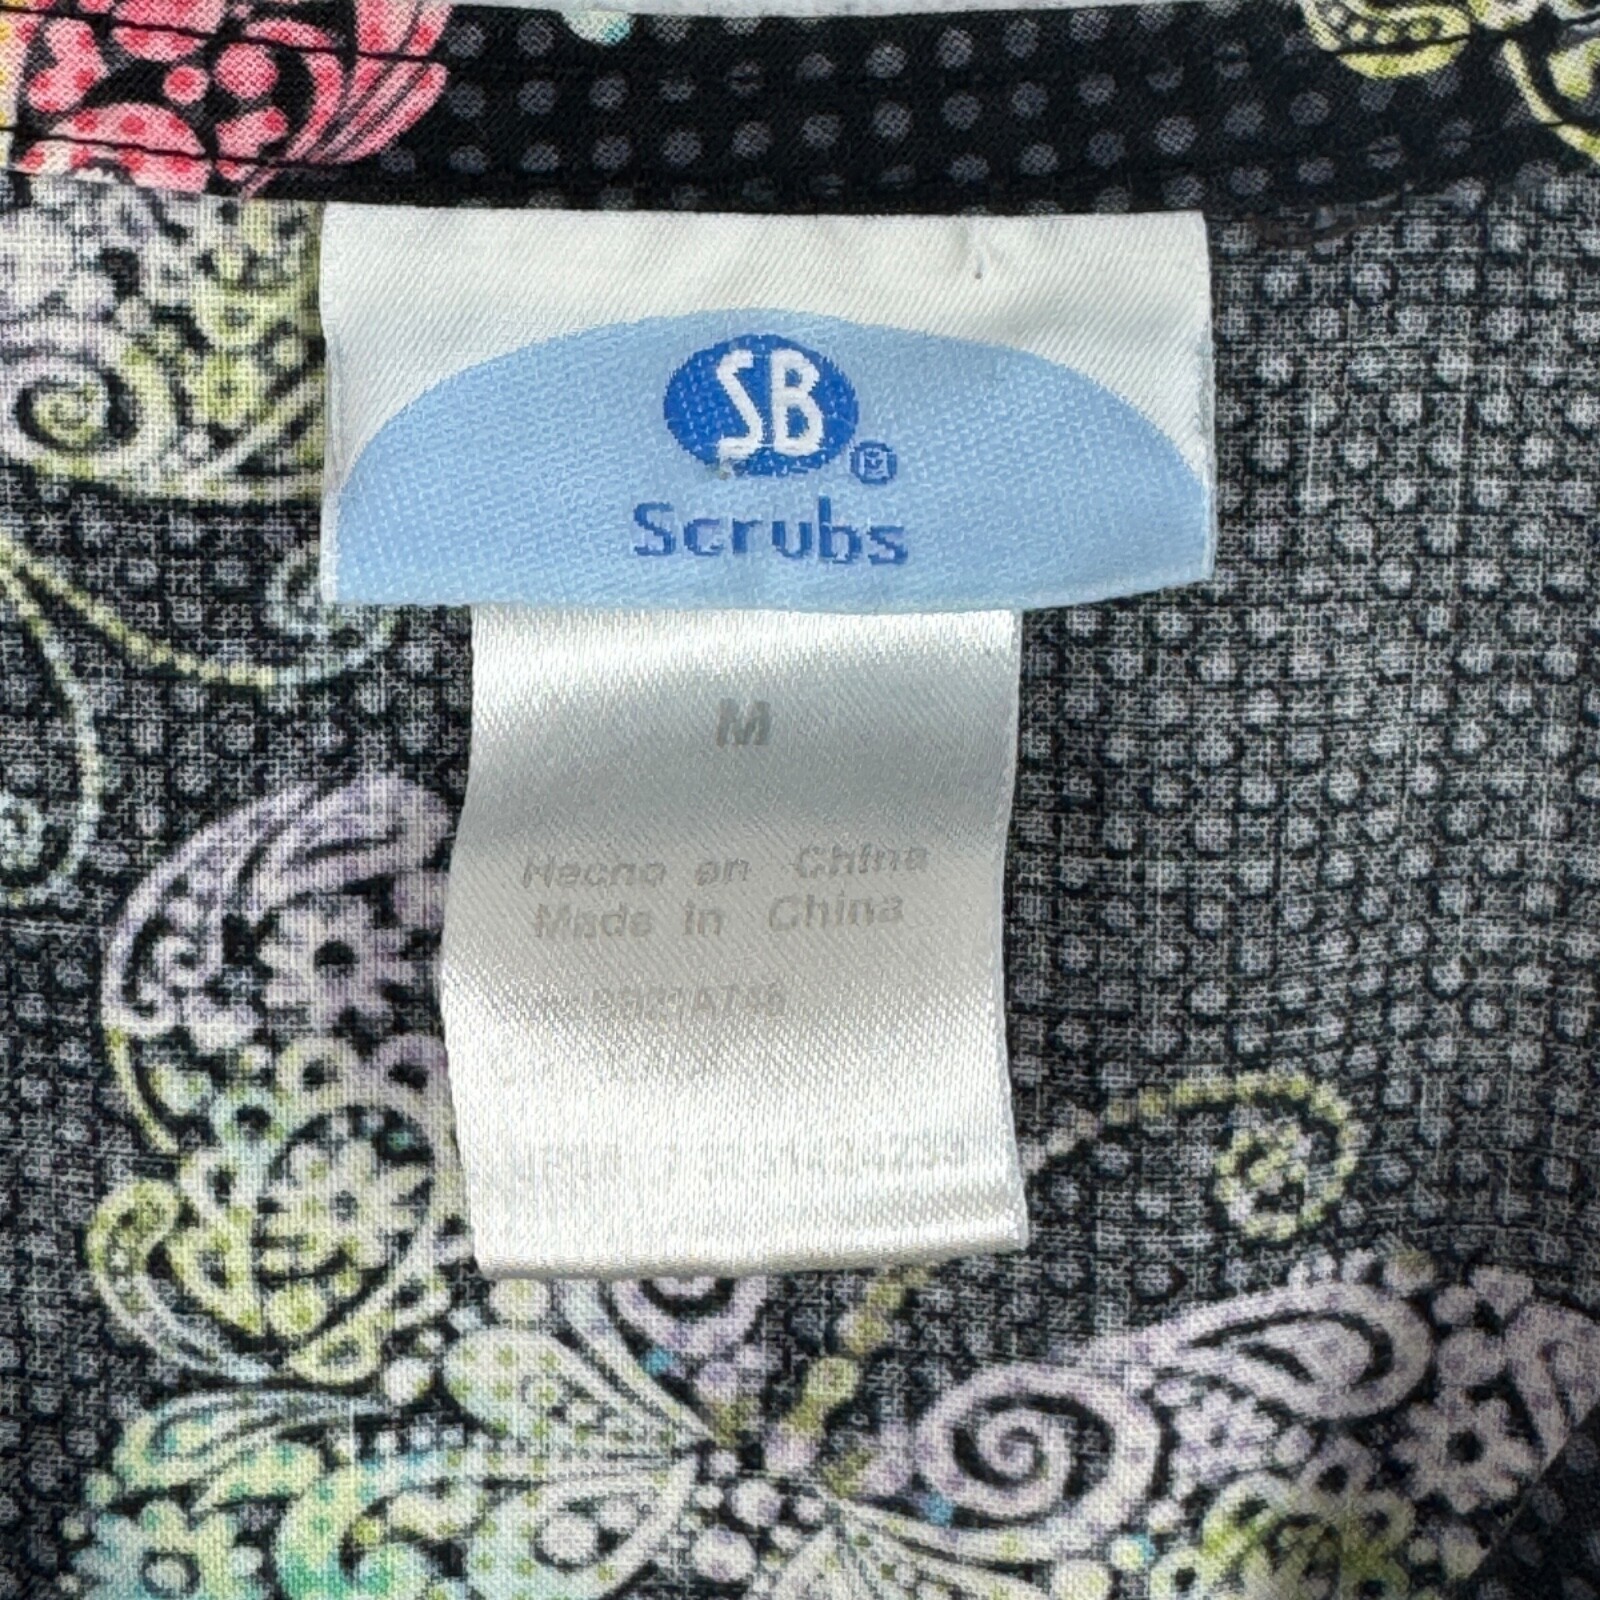 SB®
Scrubs
M
Hecho en China
Made in China